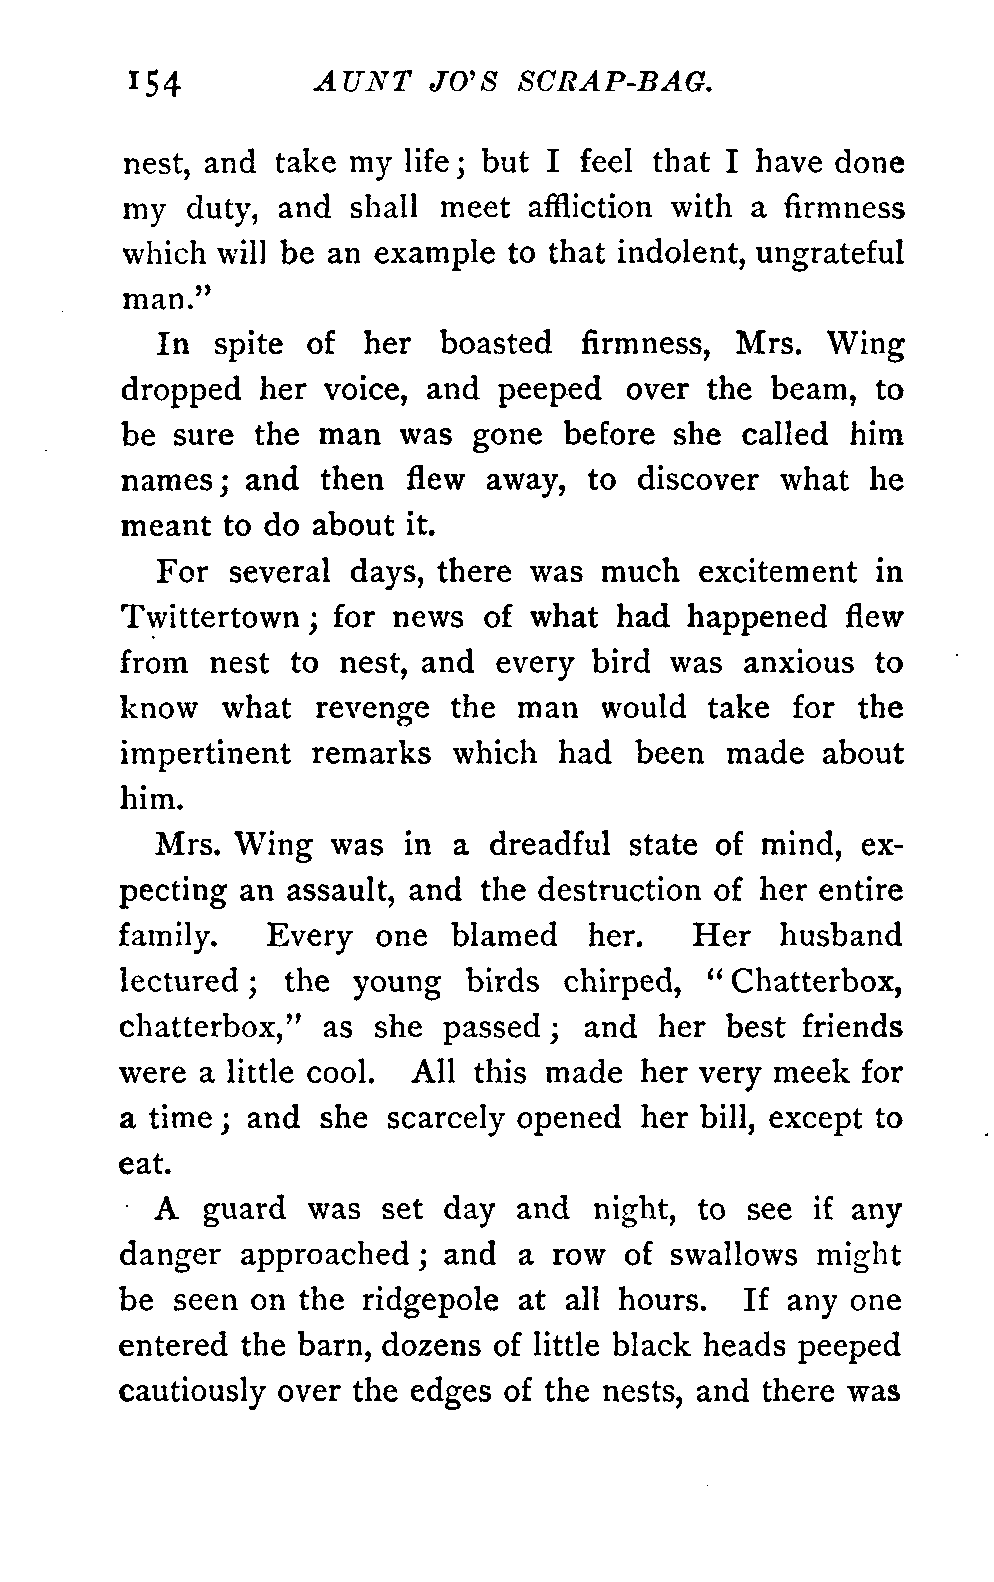 154 AUNT JO'S SCRAP-BAG.
nest, and take my life; but I feel that I have done
my duty, and shall meet affliction with a firmness
which will be an example to that indolent, ungrateful
man."
In spite of her boasted firmness, Mrs. Wing
dropped her voice, and peeped over the beam, to
be sure the man was gone before she called him
names; and then flew away, to discover what he
meant to do about it.
For several days, there was much excitement in
Twittertown; for news of what had happened flew
from nest to nest, and every bird was anxious to
know what revenge the man would take for the
impertinent remarks which had been made about
him.
Mrs. Wing was in a dreadful state of mind, ex-
pecting an assault, and the destruction of her entire
family. Every one blamed her. Her husband
lectured; the young birds chirped, "Chatterbox,
chatterbox," as she passed; and her best friends
were a little cool. All this made her very meek for
a time; and she scarcely opened her bill, except to
eat.
A guard was set day and night, to see if any
danger approached; and a row of swallows might
be seen on the ridgepole at all hours. If any one
entered the barn, dozens of little black heads peeped
cautiously over the edges of the nests, and there was